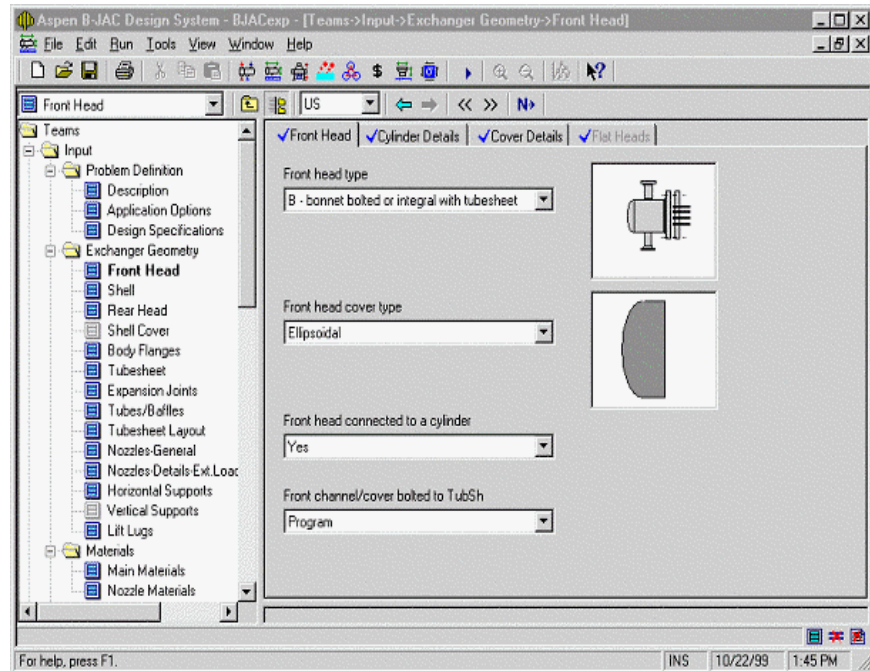 Aspen B-JAC Design System - BJACexp - [Teams->Input->Exchanger Geometry->Front Head]
File Edit Run Tools View Window Help
Front Head
US
N>
Teams
Input
Problem Definition
Description
Application Options
Design Specifications
Exchanger Geometry
Front Head
Shell
Rear Head
Shell Cover
Body Flanges
Tubesheet
Expansion Joints
Tubes/Baffles
Tubesheet Layout
Nozzles-General
Nozzles-Details-Ext.Loac
Horizontal Supports
Vertical Supports
Lift Lugs
Materials
Main Materials
Nozzle Materials
Front Head Cylinder Details Cover Details Flat Heads
Front head type
B - bonnet bolted or integral with tubesheet
Front head cover type
Ellipsoidal
Front head connected to a cylinder
Yes
Front channel/cover bolted to TubSh
Program
For help, press F1.
INS 10/22/99 1:45 PM